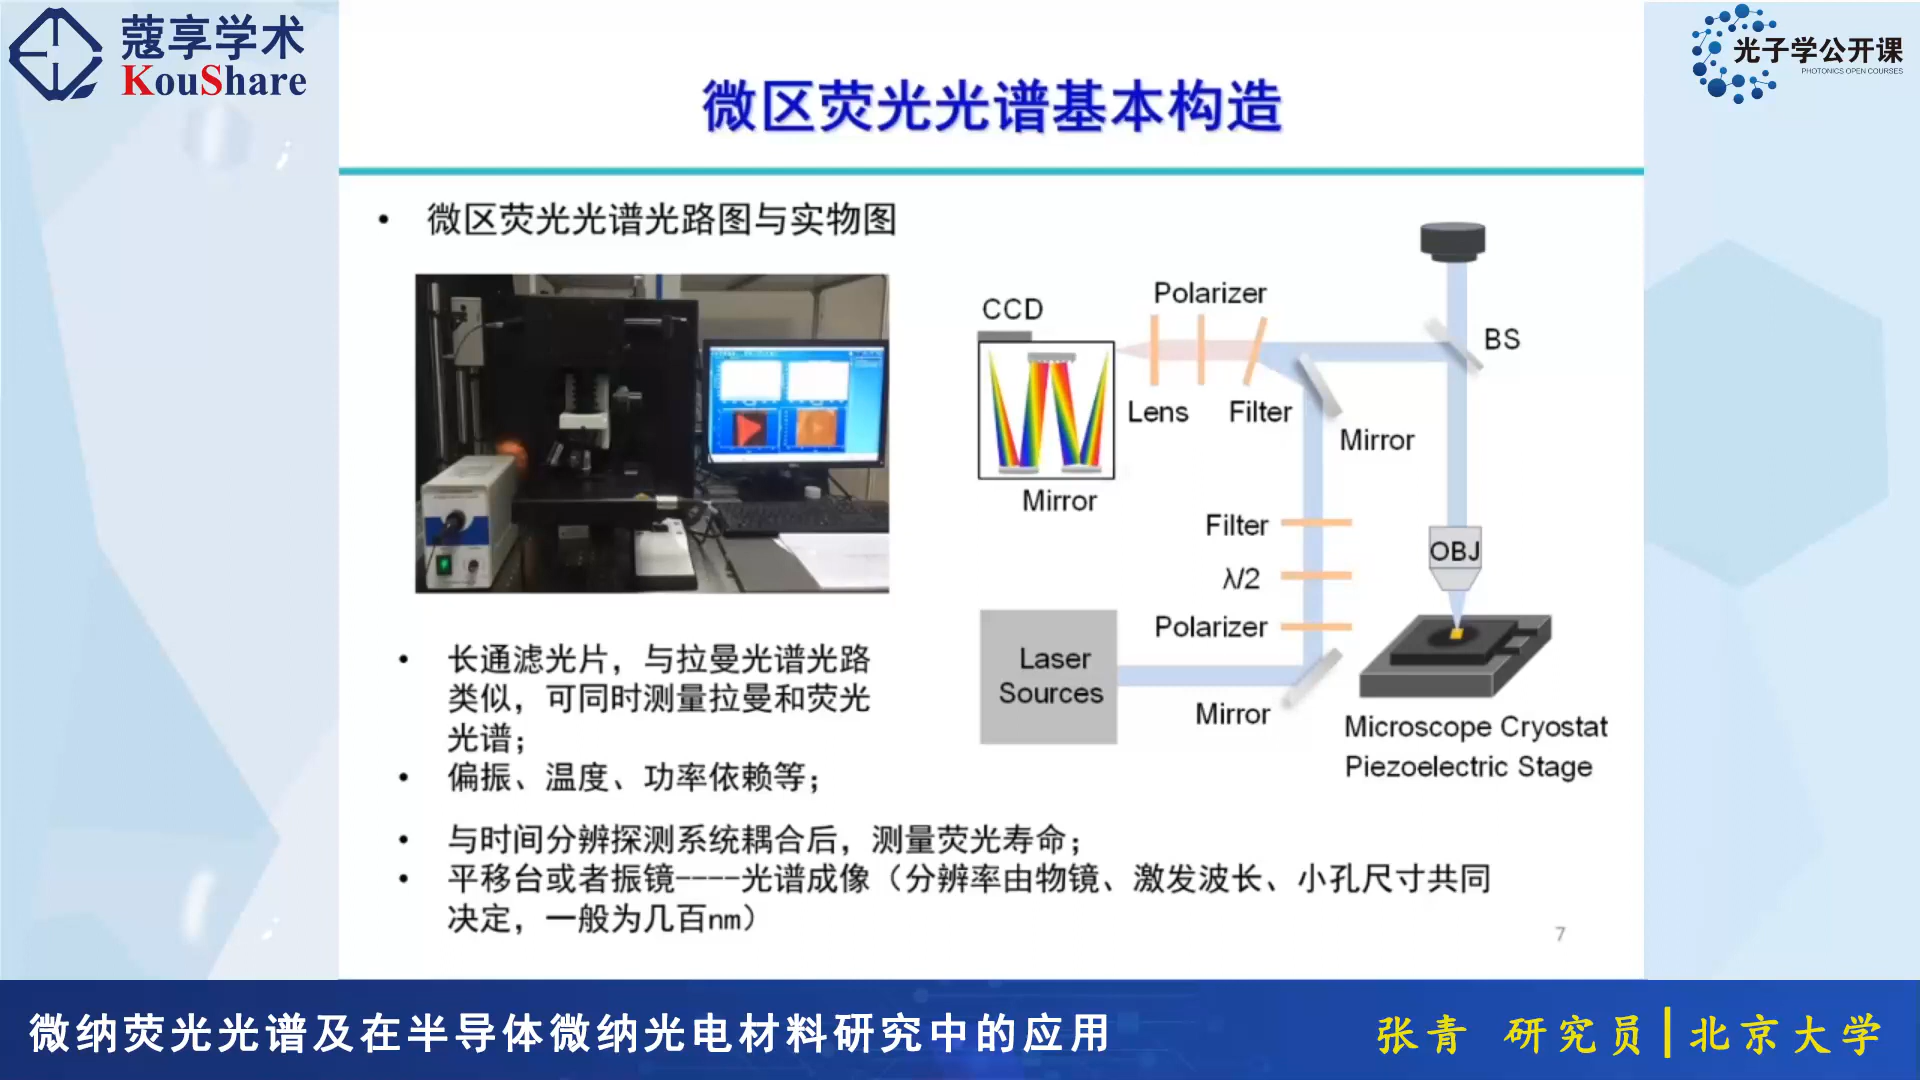 蔻享学术
KouShare
光子学公开课
PHOTONICS OPEN COURSES
微区荧光光谱基本构造
• 微区荧光光谱光路图与实物图
CCD
Polarizer
BS
Lens
Filter
Mirror
Mirror
Filter
OBJ
λ/2
Polarizer
Laser
Sources
Mirror
Microscope Cryostat
Piezoelectric Stage
• 长通滤光片，与拉曼光谱光路
类似，可同时测量拉曼和荧光
光谱；
• 偏振、温度、功率依赖等；
• 与时间分辨探测系统耦合后，测量荧光寿命；
• 平移台或者振镜----光谱成像（分辨率由物镜、激发波长、小孔尺寸共同
决定，一般为几百nm）
7
微纳荧光光谱及在半导体微纳光电材料研究中的应用
张青 研究员|北京大学